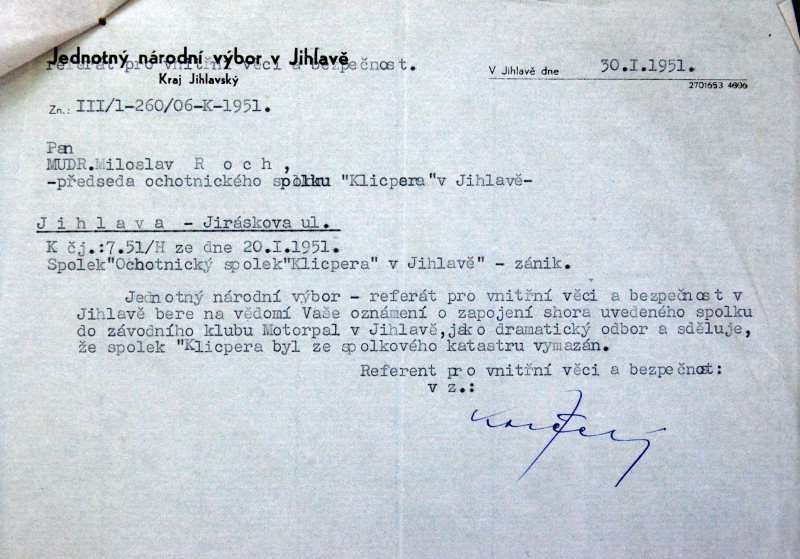 Jednotný národní výbor v Jihlavě
referát pro vnitřní věci a bezpečnost.
Kraj Jihlavský
V Jihlavě dne 30.I.1951.
2701653 4806
Zn.: III/1-260/06-K-1951.
Pan
MUDR.Miloslav R o c h ,
-předseda ochotnického spolku "Klicpera"v Jihlavě-
J i h l a v a - Jiráskova ul.
K čj.:7.51/H ze dne 20.I.1951.
Spolek"Ochotnický spolek"Klicpera" v Jihlavě" - zánik.
Jednotný národní výbor - referát pro vnitřní věci a bezpečnost v
Jihlavě bere na vědomí Vaše oznámení o zapojení shora uvedeného spolku
do závodního klubu Motorpal v Jihlavě,jako dramatický odbor a sděluje,
že spolek "Klicpera byl ze spolkového katastru vymazán.
Referent pro vnitřní věci a bezpečnost:
v z.: